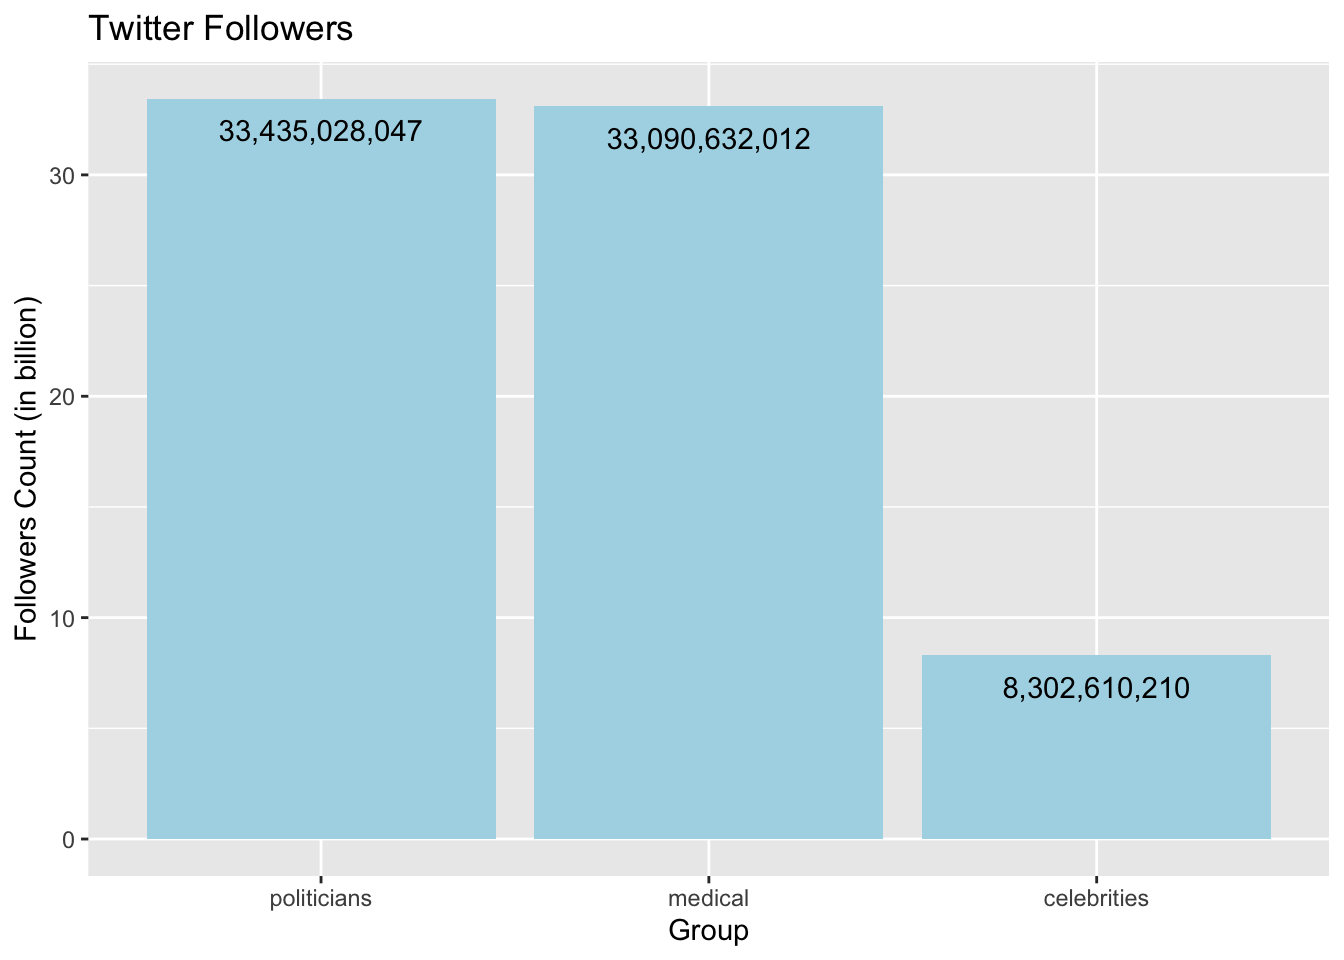 Twitter Followers
33,435,028,047
33,090,632,012
8,302,610,210
30
20
10
0
Followers Count (in billion)
politicians
medical
celebrities
Group